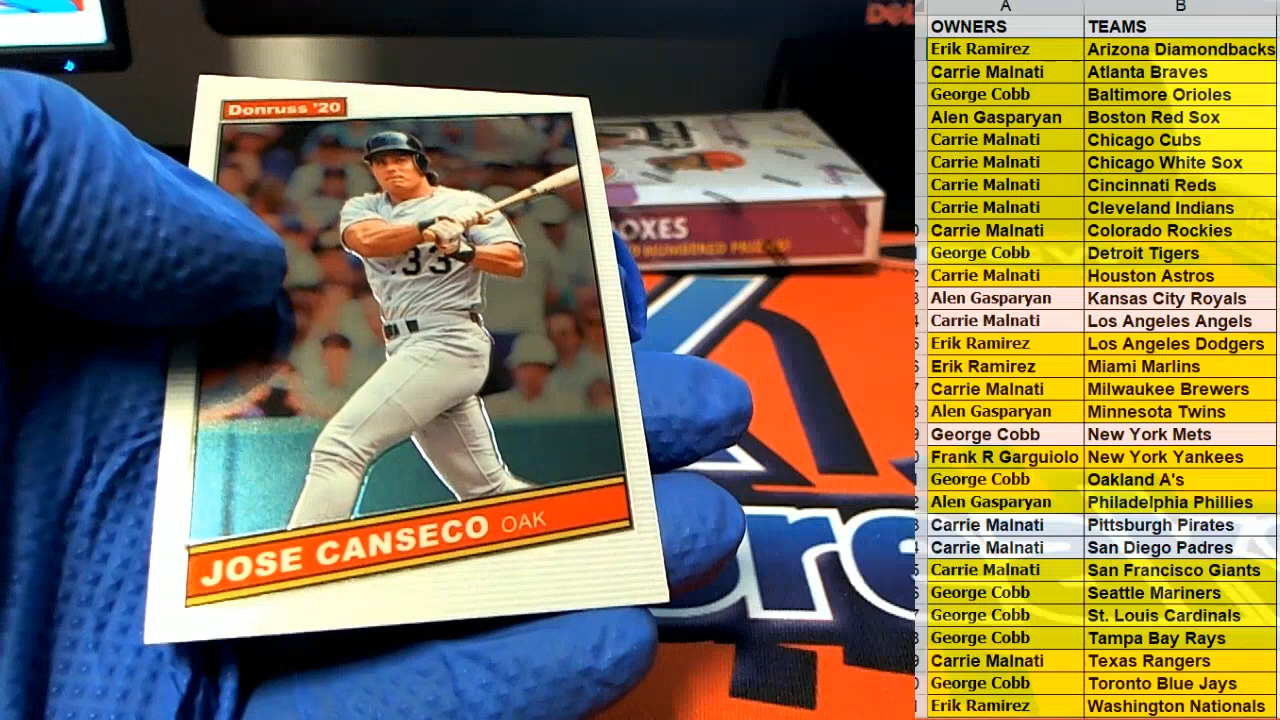 Donruss '20
33
JOSE CANSECO OAK
OXES
A B
OWNERS TEAMS
Erik Ramirez Arizona Diamondbacks
Carrie Malnati Atlanta Braves
George Cobb Baltimore Orioles
Alen Gasparyan Boston Red Sox
Carrie Malnati Chicago Cubs
Carrie Malnati Chicago White Sox
Carrie Malnati Cincinnati Reds
Carrie Malnati Cleveland Indians
Carrie Malnati Colorado Rockies
George Cobb Detroit Tigers
Carrie Malnati Houston Astros
Alen Gasparyan Kansas City Royals
Carrie Malnati Los Angeles Angels
Erik Ramirez Los Angeles Dodgers
Erik Ramirez Miami Marlins
Carrie Malnati Milwaukee Brewers
Alen Gasparyan Minnesota Twins
George Cobb New York Mets
Frank R Garguiolo New York Yankees
George Cobb Oakland A's
Alen Gasparyan Philadelphia Phillies
Carrie Malnati Pittsburgh Pirates
Carrie Malnati San Diego Padres
Carrie Malnati San Francisco Giants
George Cobb Seattle Mariners
George Cobb St. Louis Cardinals
George Cobb Tampa Bay Rays
Carrie Malnati Texas Rangers
George Cobb Toronto Blue Jays
Erik Ramirez Washington Nationals